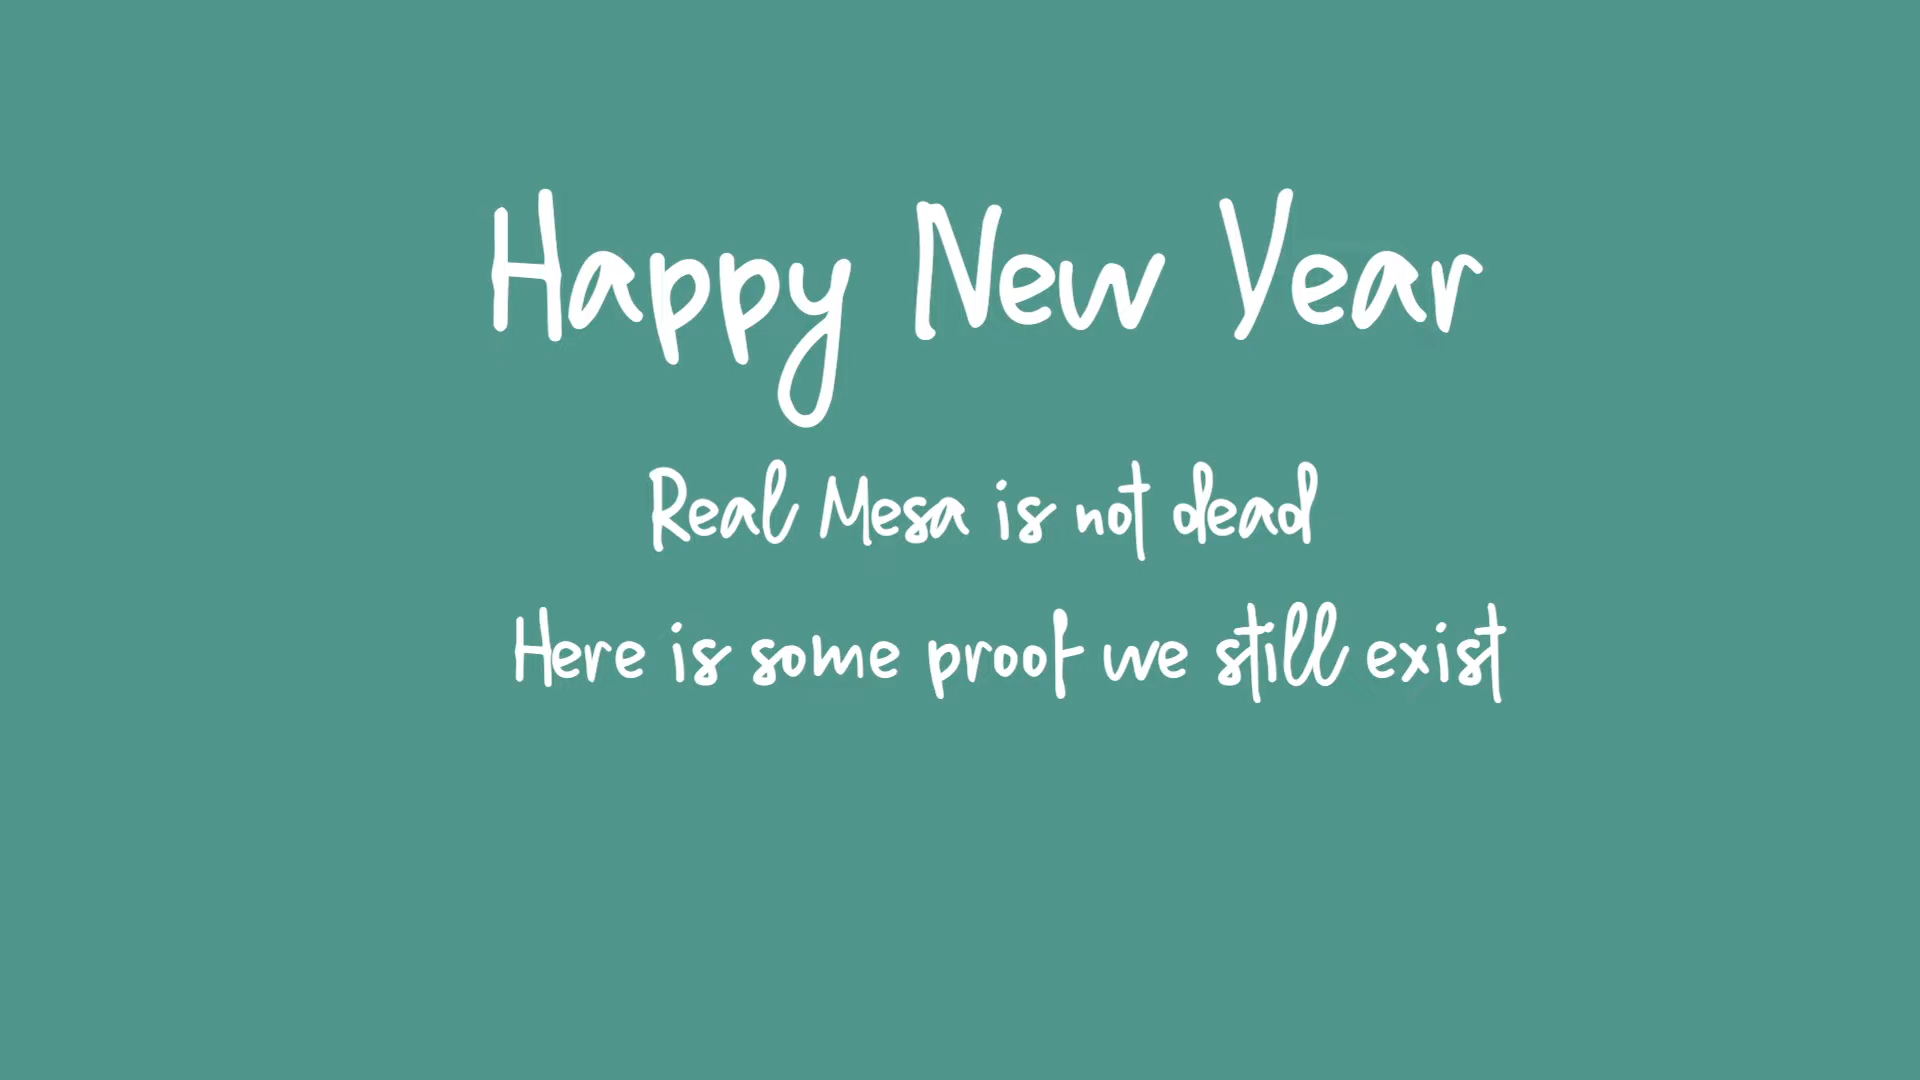 Happy New Year
Real Mesa is not dead
Here is some proof we still exist